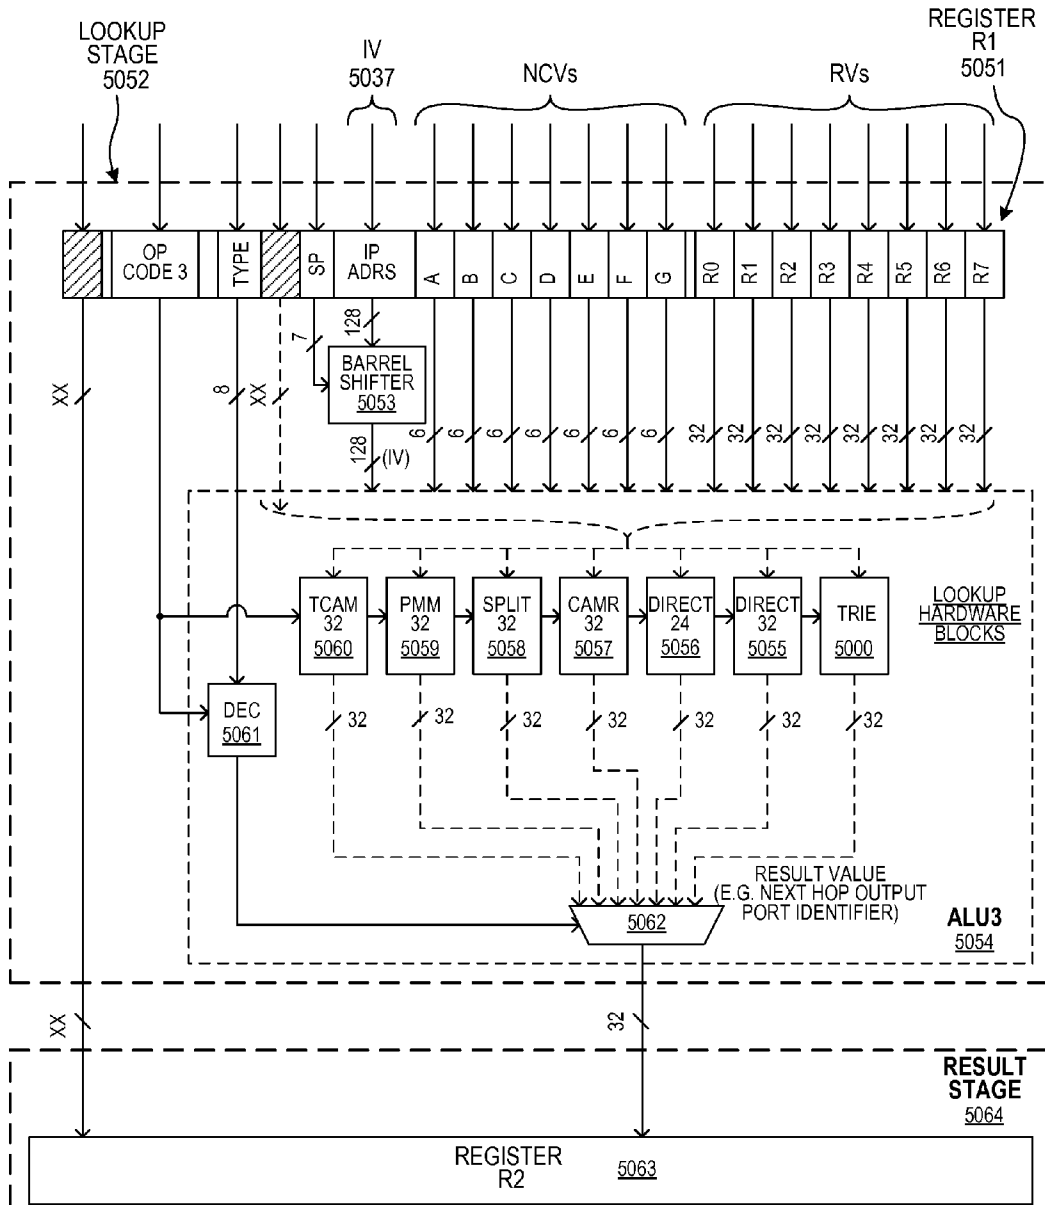 LOOKUP
STAGE
5052
IV
5037
NCVs
RVs
REGISTER
R1
5051
OP
CODE 3
TYPE
SP
IP
ADRS
A
B
C
D
E
F
G
R0
R1
R2
R3
R4
R5
R6
R7
7
128
BARREL
SHIFTER
5053
XX
8
XX
128
(IV)
6
6
6
6
6
6
6
32
32
32
32
32
32
32
32
TCAM
32
5060
PMM
32
5059
SPLIT
32
5058
CAMR
32
5057
DIRECT
24
5056
DIRECT
32
5055
TRIE
5000
LOOKUP
HARDWARE
BLOCKS
DEC
5061
32
32
32
32
32
32
32
RESULT VALUE
(E.G. NEXT HOP OUTPUT
PORT IDENTIFIER)
5062
ALU3
5054
XX
32
RESULT
STAGE
5064
REGISTER
R2
5063